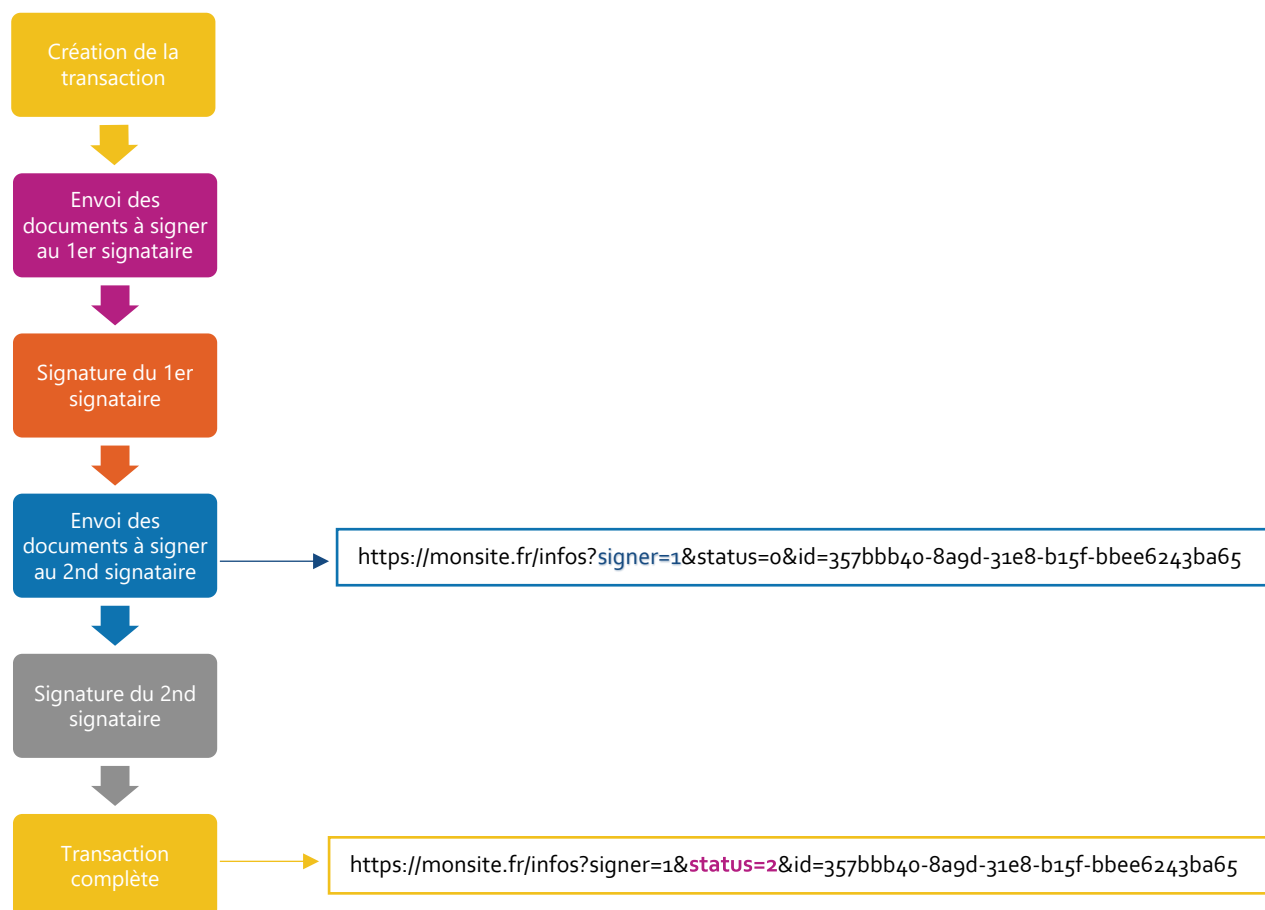 Création de la
transaction
Envoi des
documents à signer
au 1er signataire
Signature du 1er
signataire
Envoi des
documents à signer
au 2nd signataire
https://monsite.fr/infos?signer=1&status=0&id=357bbb40-8a9d-31e8-b15f-bbee6243ba65
Signature du 2nd
signataire
Transaction
complète
https://monsite.fr/infos?signer=1&status=2&id=357bbb40-8a9d-31e8-b15f-bbee6243ba65